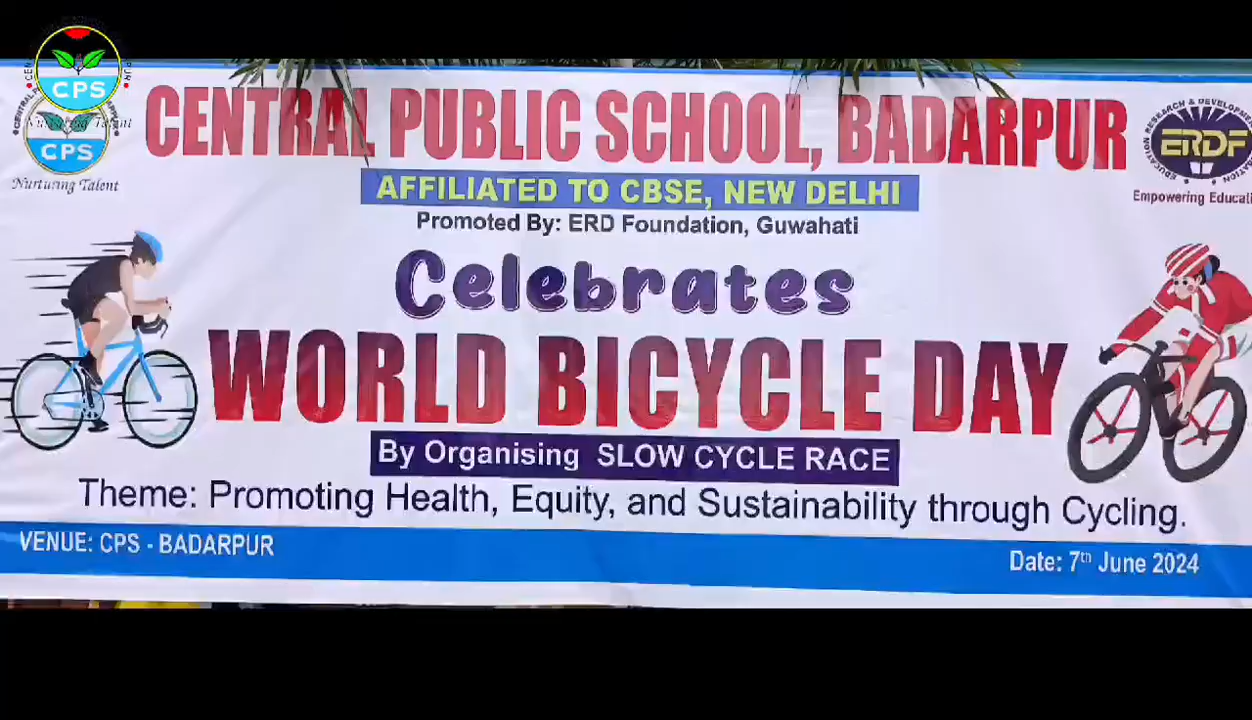 CPS
CPS
Nurturing Talent
CENTRAL PUBLIC SCHOOL, BADARPUR
ERDF
Empowering Educati
AFFILIATED TO CBSE, NEW DELHI
Promoted By: ERD Foundation, Guwahati
Celebrates
WORLD BICYCLE DAY
By Organising SLOW CYCLE RACE
Theme: Promoting Health, Equity, and Sustainability through Cycling.
VENUE: CPS - BADARPUR
Date: 7th June 2024